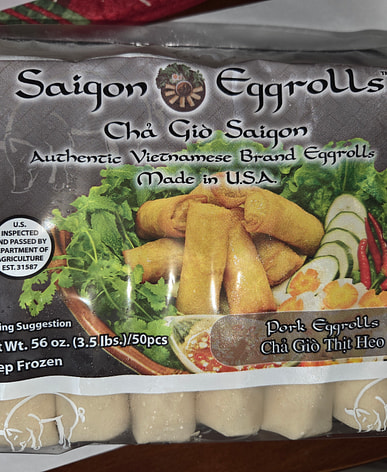 Saigon Eggrolls™
Chả Giò Saigon
Authentic Vietnamese Brand Eggrolls
Made in U.S.A.
U.S.
INSPECTED
AND PASSED BY
DEPARTMENT OF
AGRICULTURE
EST. 31587
Suggestion
Wt. 56 oz. (3.5 lbs.)/50pcs
Frozen
Pork Eggrolls
Chả Giò Thịt Heo